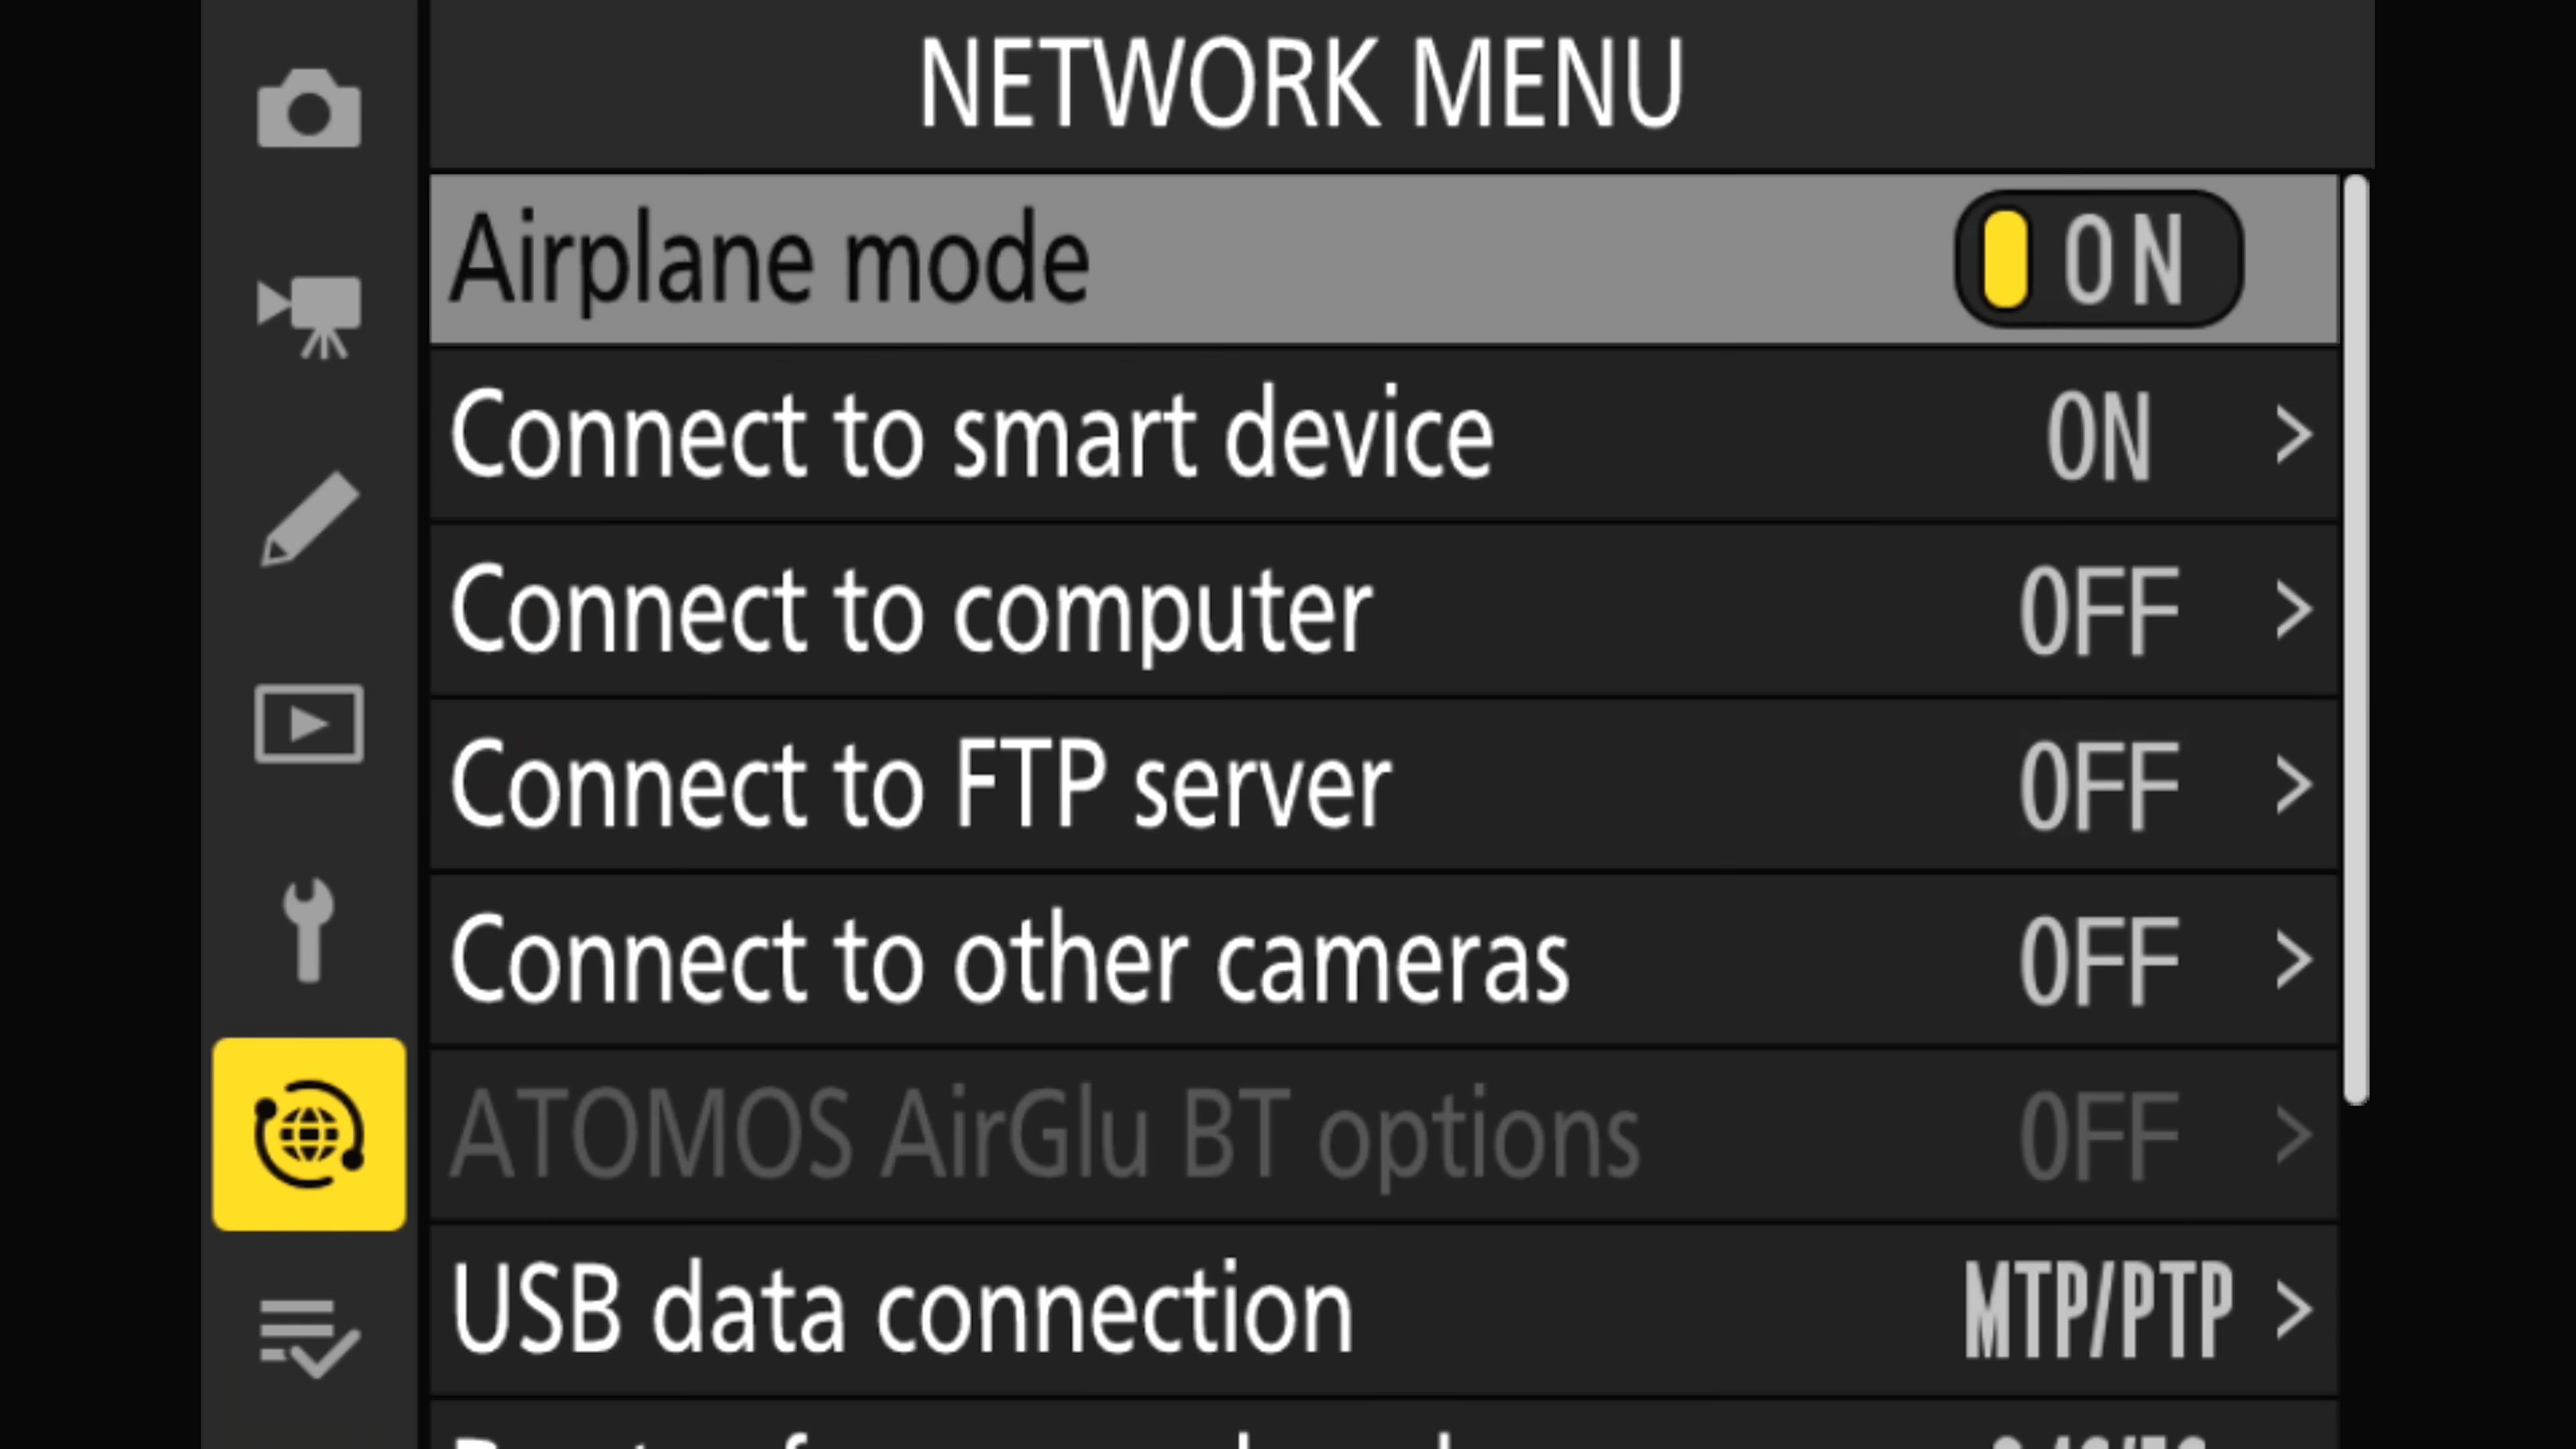 NETWORK MENU
Airplane mode ON
Connect to smart device ON >
Connect to computer OFF >
Connect to FTP server OFF >
Connect to other cameras OFF >
ATOMOS AirGlu BT options OFF >
USB data connection MTP/PTP >